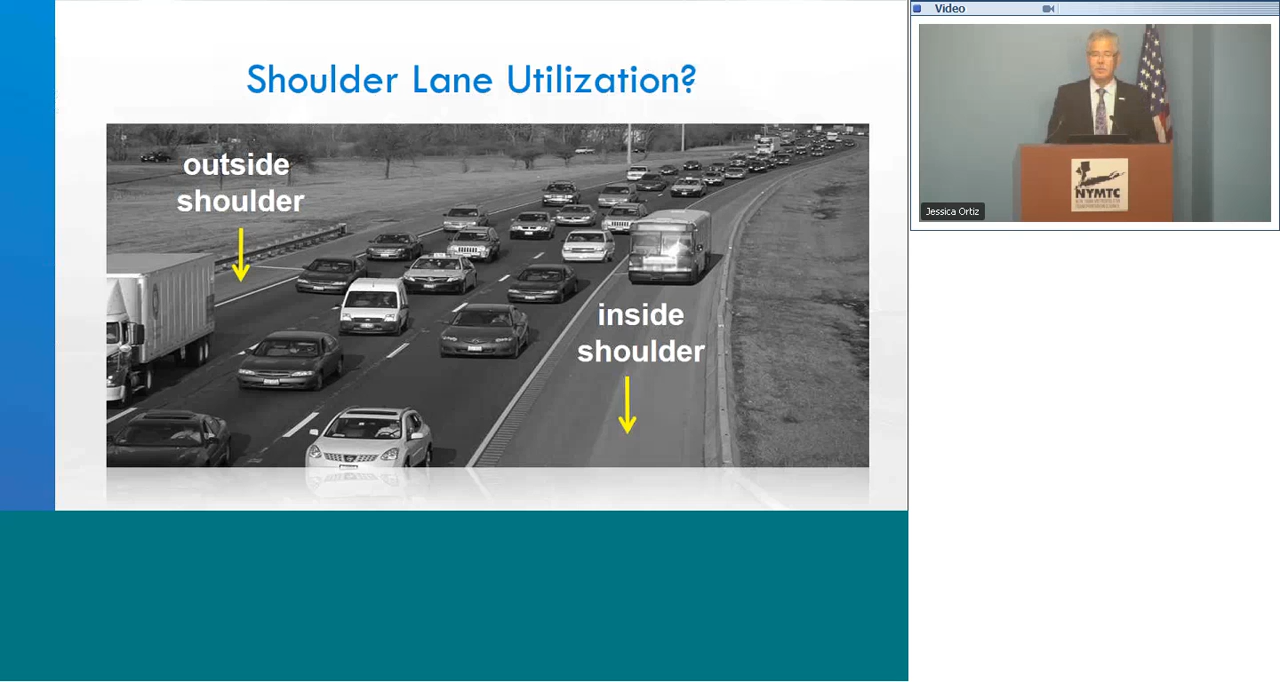 Shoulder Lane Utilization?
outside
shoulder
inside
shoulder
Video
NYMTC
Jessica Ortiz